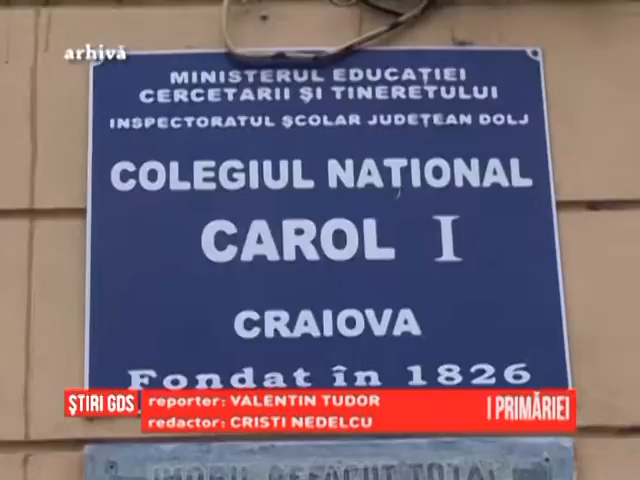 arhivă
MINISTERUL EDUCAȚIEI
CERCETARII ȘI TINERETULUI
INSPECTORATUL ȘCOLAR JUDEȚEAN DOLJ
COLEGIUL NAȚIONAL
CAROL I
CRAIOVA
Fondat în 1826
ȘTIRI GDS
reporter: VALENTIN TUDOR
redactor: CRISTI NEDELCU
I PRIMĂRIEI